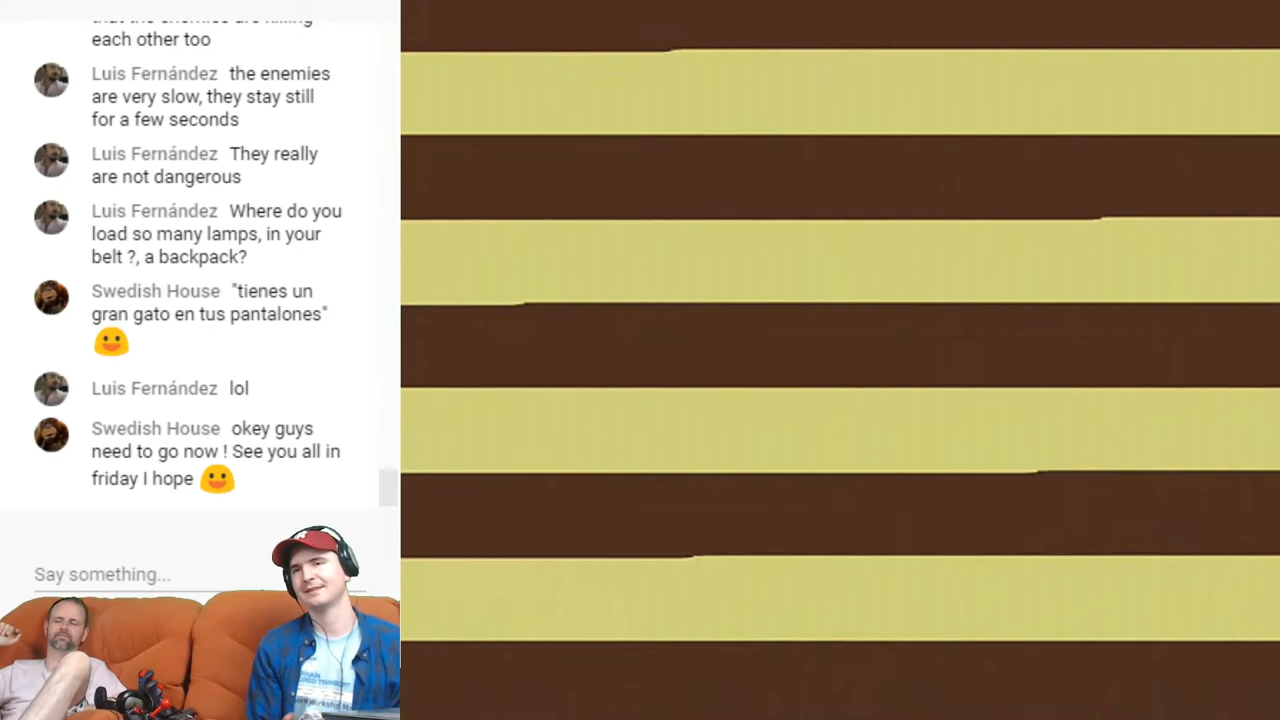 each other too
Luis Fernández the enemies
are very slow, they stay still
for a few seconds
Luis Fernández They really
are not dangerous
Luis Fernández Where do you
load so many lamps, in your
belt ?, a backpack?
Swedish House "tienes un
gran gato en tus pantalones"
Luis Fernández lol
Swedish House okey guys
need to go now ! See you all in
friday I hope
Say something...